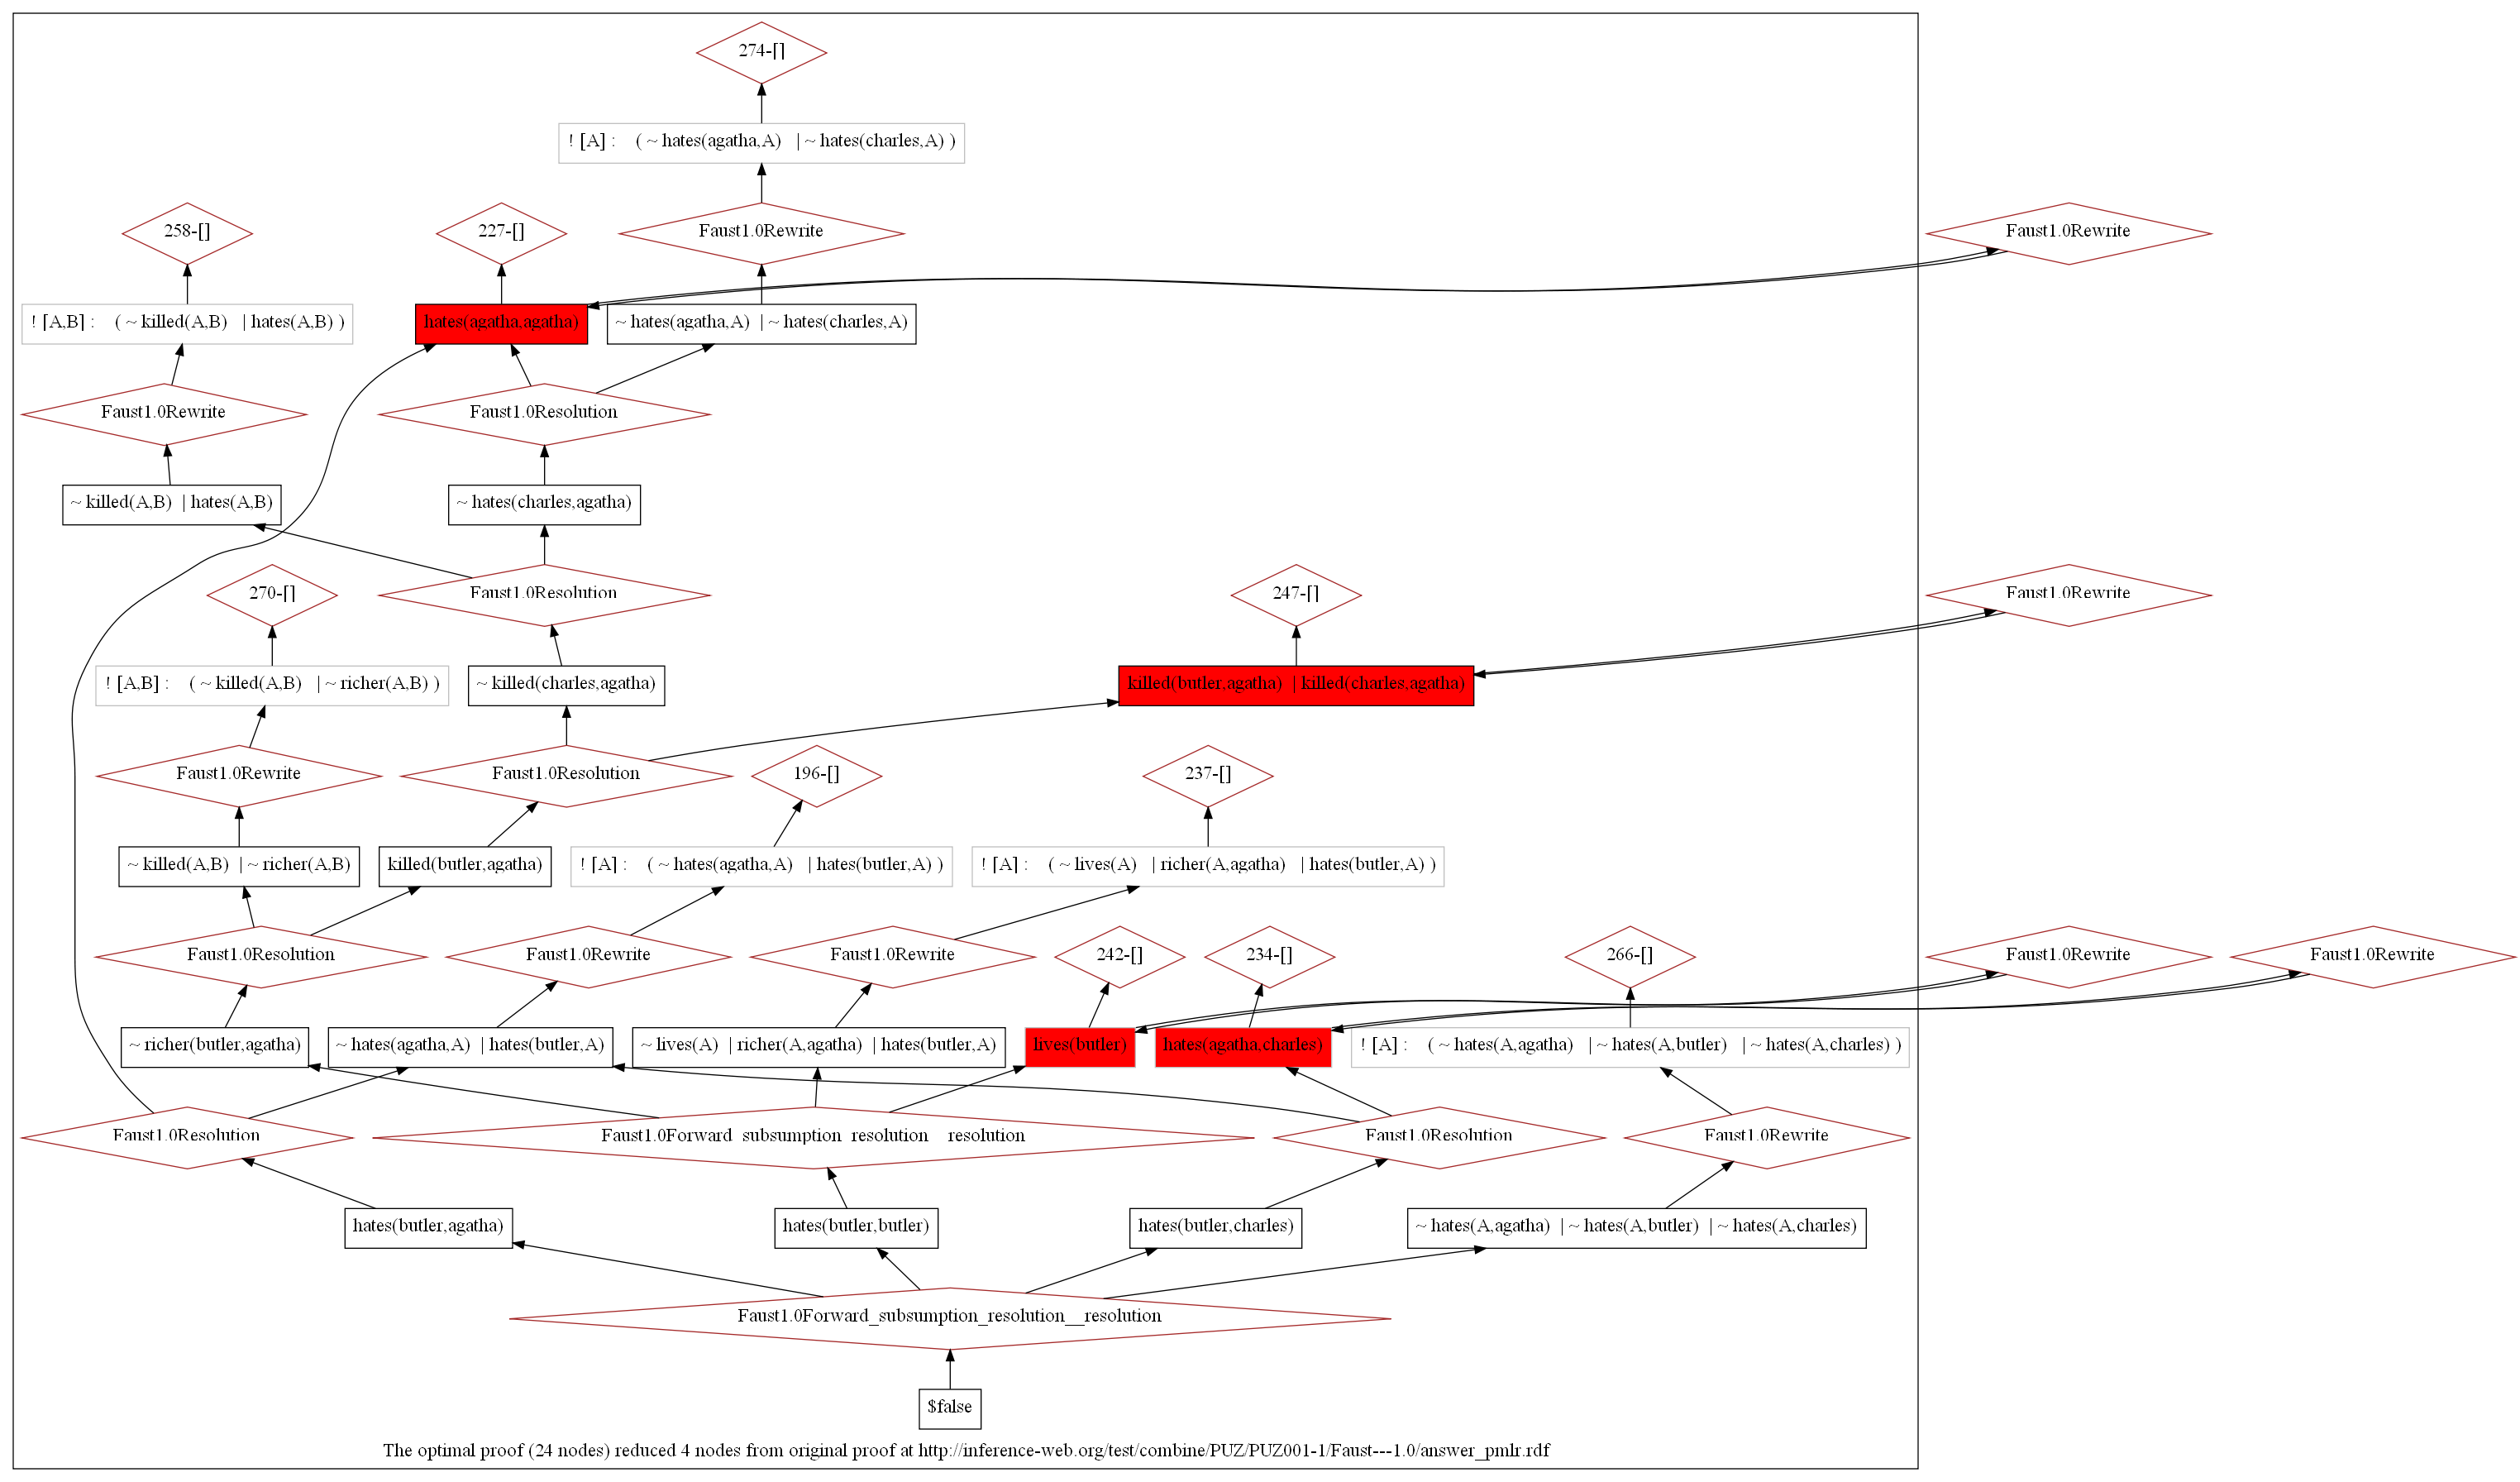 274-[]
! [A] : ( ~ hates(agatha,A) | ~ hates(charles,A) )
258-[]
227-[]
Faust1.0Rewrite
Faust1.0Rewrite
! [A,B] : ( ~ killed(A,B) | hates(A,B) )
hates(agatha,agatha)
~ hates(agatha,A) | ~ hates(charles,A)
Faust1.0Rewrite
Faust1.0Resolution
~ killed(A,B) | hates(A,B)
~ hates(charles,agatha)
270-[]
Faust1.0Resolution
247-[]
Faust1.0Rewrite
! [A,B] : ( ~ killed(A,B) | ~ richer(A,B) )
~ killed(charles,agatha)
killed(butler,agatha) | killed(charles,agatha)
Faust1.0Rewrite
Faust1.0Resolution
196-[]
237-[]
~ killed(A,B) | ~ richer(A,B)
killed(butler,agatha)
! [A] : ( ~ hates(agatha,A) | hates(butler,A) )
! [A] : ( ~ lives(A) | richer(A,agatha) | hates(butler,A) )
Faust1.0Resolution
Faust1.0Rewrite
Faust1.0Rewrite
242-[]
234-[]
266-[]
Faust1.0Rewrite
Faust1.0Rewrite
~ richer(butler,agatha)
~ hates(agatha,A) | hates(butler,A)
~ lives(A) | richer(A,agatha) | hates(butler,A)
lives(butler)
hates(agatha,charles)
! [A] : ( ~ hates(A,agatha) | ~ hates(A,butler) | ~ hates(A,charles) )
Faust1.0Resolution
Faust1.0Forward_subsumption_resolution__resolution
Faust1.0Resolution
Faust1.0Rewrite
hates(butler,agatha)
hates(butler,butler)
hates(butler,charles)
~ hates(A,agatha) | ~ hates(A,butler) | ~ hates(A,charles)
Faust1.0Forward_subsumption_resolution__resolution
$false
The optimal proof (24 nodes) reduced 4 nodes from original proof at http://inference-web.org/test/combine/PUZ/PUZ001-1/Faust---1.0/answer_pmlr.rdf